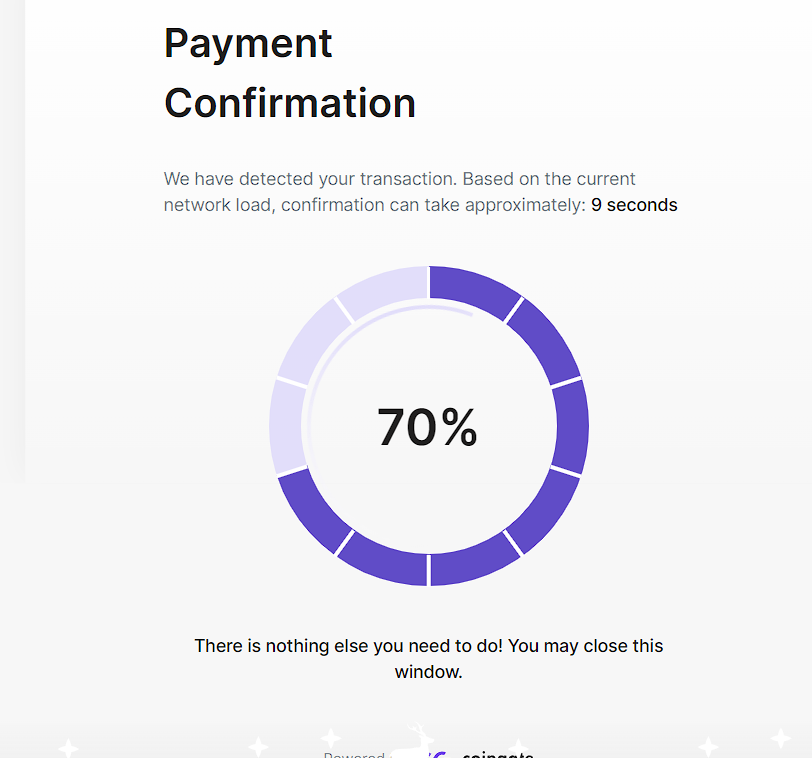 Payment
Confirmation
We have detected your transaction. Based on the current
network load, confirmation can take approximately: 9 seconds
70%
There is nothing else you need to do! You may close this
window.
Powered coingate